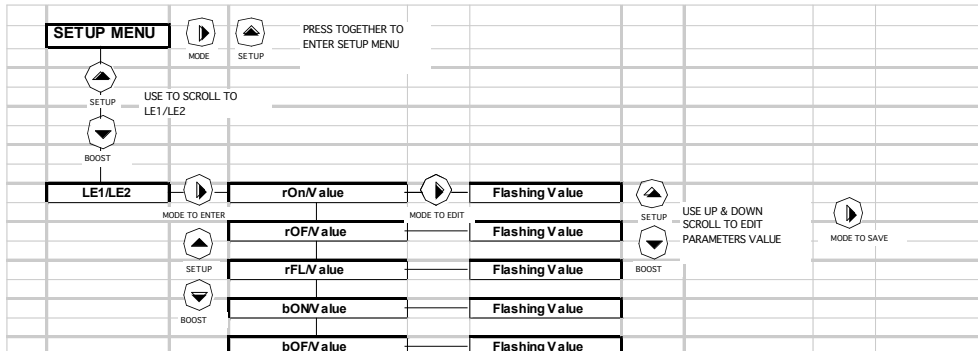 SETUP MENU
MODE
SETUP
PRESS TOGETHER TO
ENTER SETUP MENU
SETUP
USE TO SCROLL TO
LE1/LE2
BOOST
LE1/LE2
MODE TO ENTER
rOn/Value
MODE TO EDIT
Flashing Value
SETUP
USE UP & DOWN
SCROLL TO EDIT
PARAMETERS VALUE
MODE TO SAVE
rOF/Value
Flashing Value
SETUP
BOOST
rFL/Value
Flashing Value
BOOST
bON/Value
Flashing Value
bOF/Value
Flashing Value